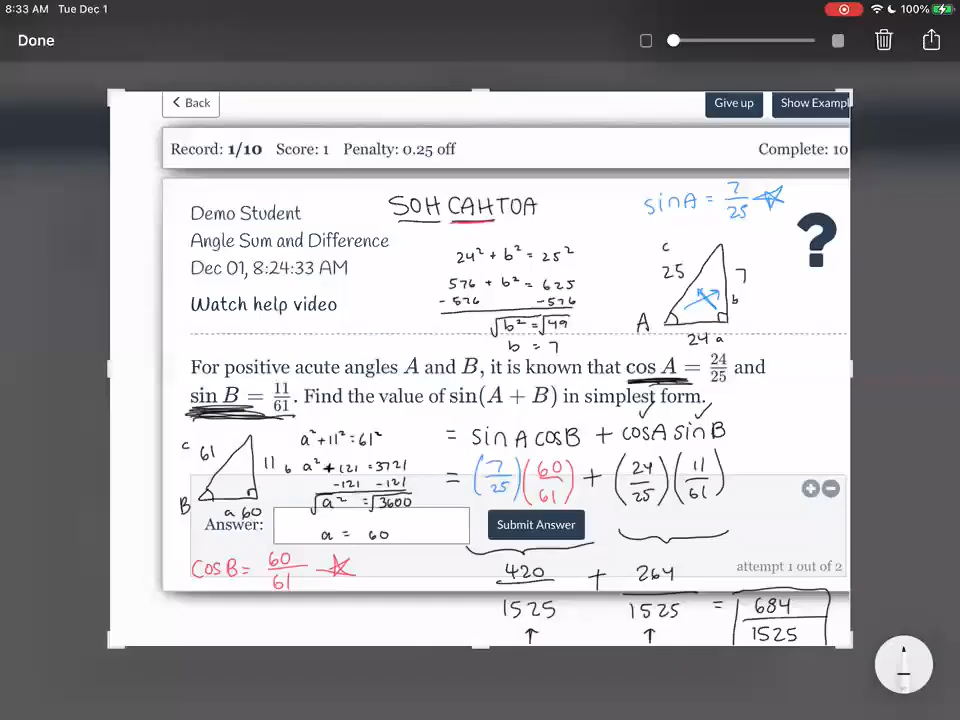 8:33 AM Tue Dec 1
100%
Done
Back
Give up
Show Exampl
Record: 1/10 Score: 1 Penalty: 0.25 off
Complete: 10
Demo Student
Angle Sum and Difference
Dec 01, 8:24:33 AM
Watch help video
SOH CAHTOA
sinA = 7/25
24² + b² = 25²
576 + b² = 625
-576 -576
√b² = √49
b = 7
c
25
7
b
A
24 a
?
For positive acute angles A and B, it is known that cos A = 24/25 and
sin B = 11/61. Find the value of sin(A + B) in simplest form.
c
61
11 b
B
a 60
a² + 11² = 61²
a² + 121 = 3721
-121 -121
√a² = √3600
a = 60
= sinA cosB + cosA sinB
= (7/25)(60/61) + (24/25)(11/61)
Answer:
Submit Answer
cosB = 60/61
attempt 1 out of 2
420/1525 + 264/1525 = 684/1525